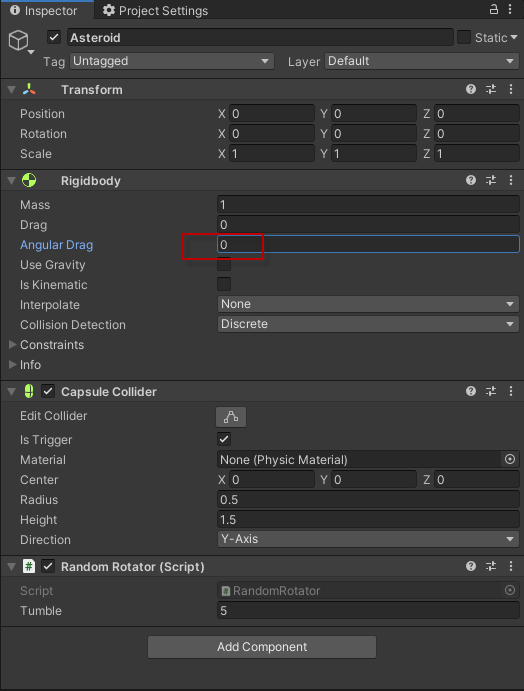 Inspector Project Settings
Asteroid Static
Tag Untagged Layer Default
Transform
Position X 0 Y 0 Z 0
Rotation X 0 Y 0 Z 0
Scale X 1 Y 1 Z 1
Rigidbody
Mass 1
Drag 0
Angular Drag 0
Use Gravity
Is Kinematic
Interpolate None
Collision Detection Discrete
Constraints
Info
Capsule Collider
Edit Collider
Is Trigger
Material None (Physic Material)
Center X 0 Y 0 Z 0
Radius 0.5
Height 1.5
Direction Y-Axis
# Random Rotator (Script)
Script # RandomRotator
Tumble 5
Add Component